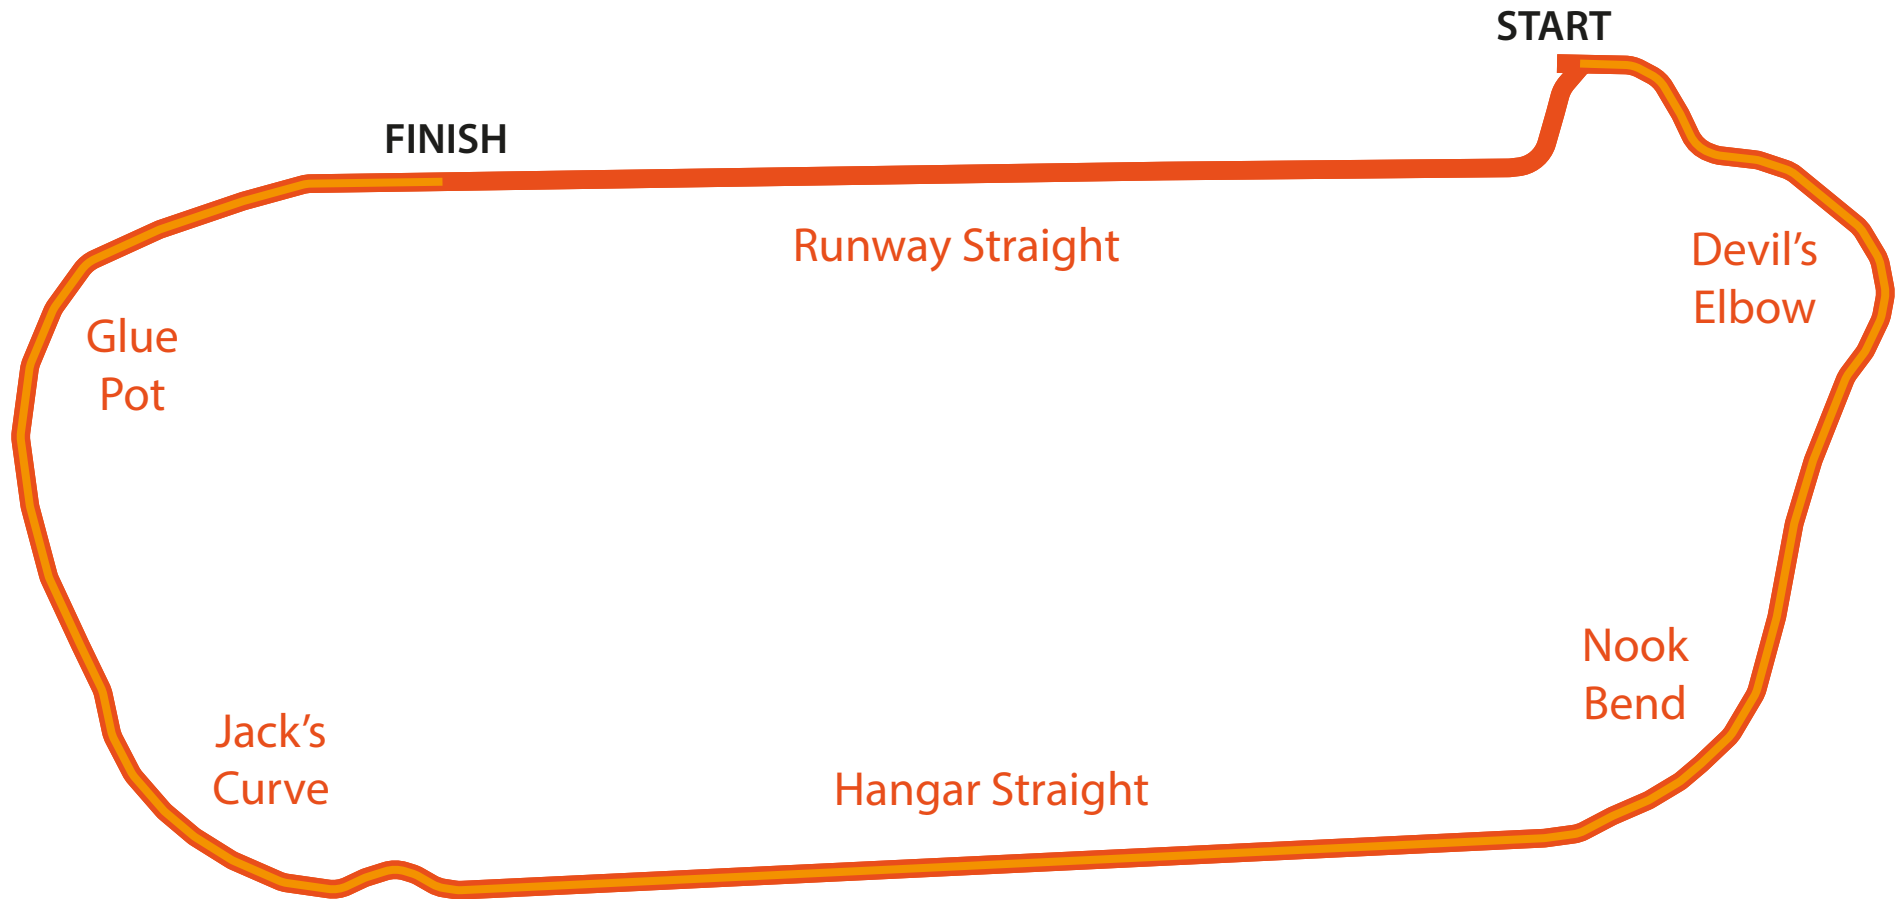 START
FINISH
Runway Straight
Devil’s
Elbow
Glue
Pot
Nook
Bend
Jack’s
Curve
Hangar Straight